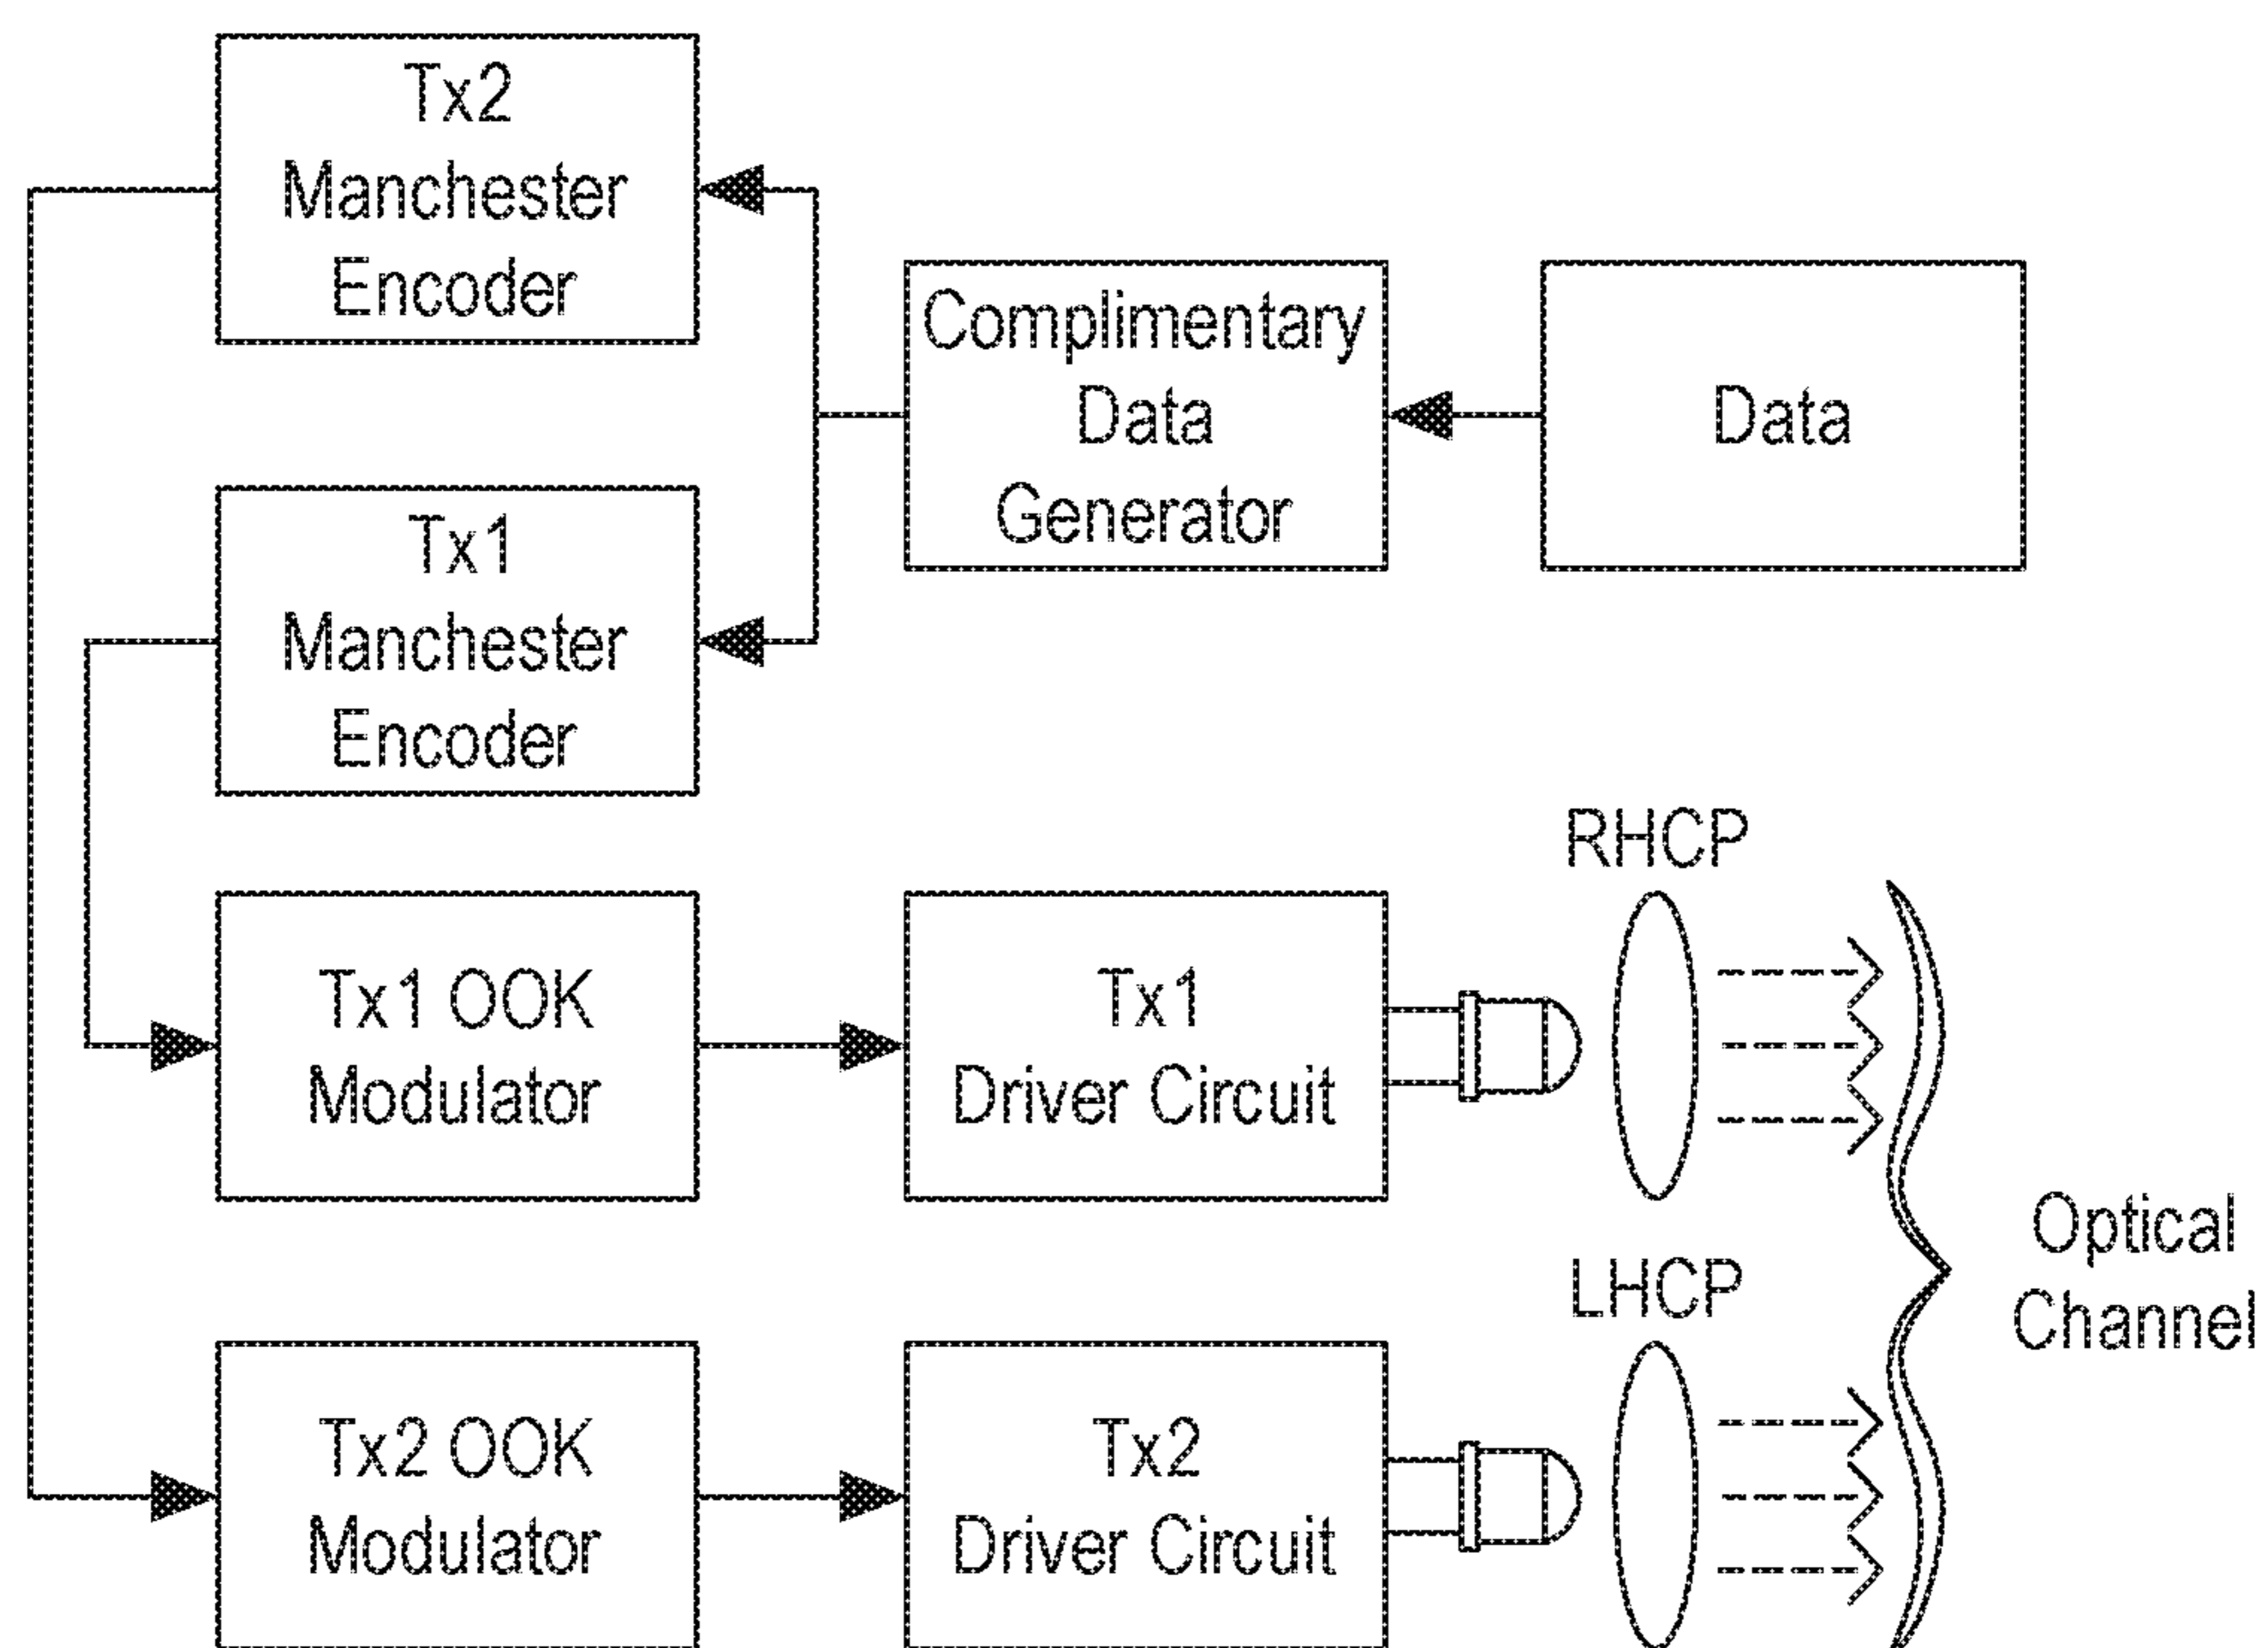 Tx2
Manchester
Encoder
Complimentary
Data
Generator
Data
Tx1
Manchester
Encoder
RHCP
Tx1 OOK
Modulator
Tx1
Driver Circuit
Optical
Channel
LHCP
Tx2 OOK
Modulator
Tx2
Driver Circuit